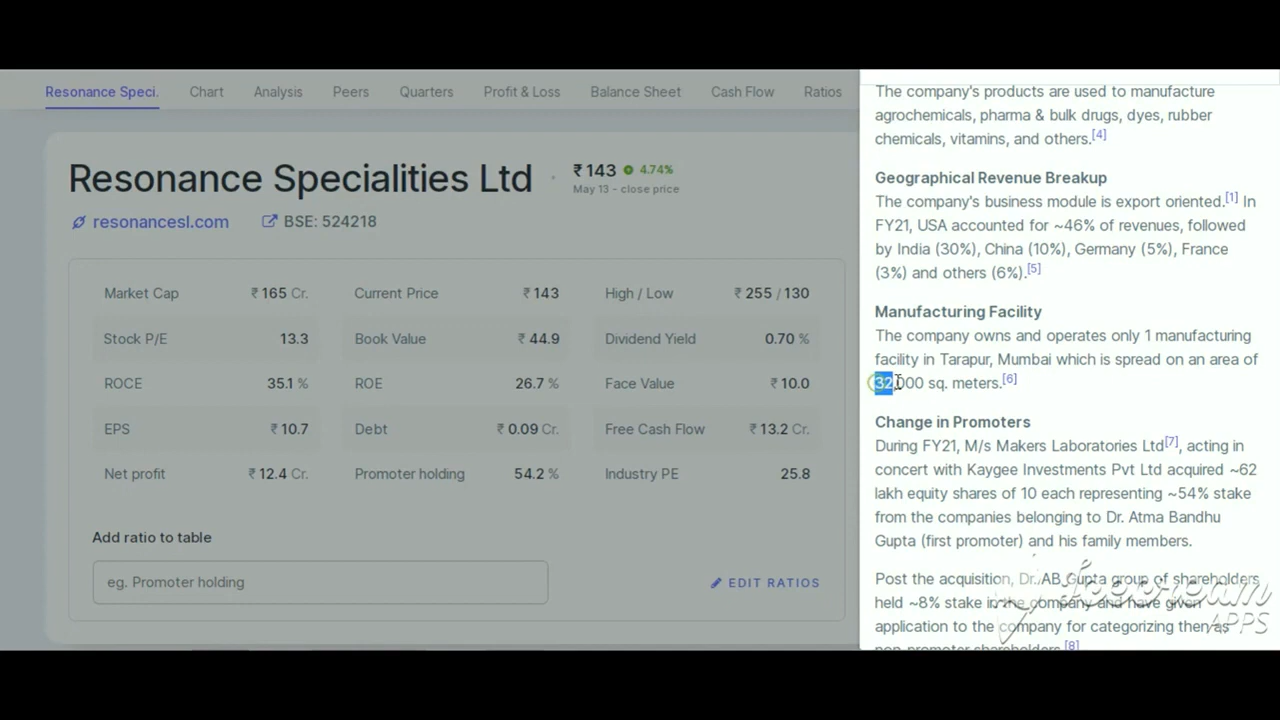 Resonance Speci.
Chart
Analysis
Peers
Quarters
Profit & Loss
Balance Sheet
Cash Flow
Ratios
Resonance Specialities Ltd
₹ 143 4.74%
May 13 - close price
resonancesl.com
BSE: 524218
Market Cap ₹ 165 Cr.
Current Price ₹ 143
High / Low ₹ 255 / 130
Stock P/E 13.3
Book Value ₹ 44.9
Dividend Yield 0.70 %
ROCE 35.1 %
ROE 26.7 %
Face Value ₹ 10.0
EPS ₹ 10.7
Debt ₹ 0.09 Cr.
Free Cash Flow ₹ 13.2 Cr.
Net profit ₹ 12.4 Cr.
Promoter holding 54.2 %
Industry PE 25.8
Add ratio to table
eg. Promoter holding
EDIT RATIOS
The company's products are used to manufacture
agrochemicals, pharma & bulk drugs, dyes, rubber
chemicals, vitamins, and others.[4]
Geographical Revenue Breakup
The company's business module is export oriented.[1] In
FY21, USA accounted for ~46% of revenues, followed
by India (30%), China (10%), Germany (5%), France
(3%) and others (6%).[5]
Manufacturing Facility
The company owns and operates only 1 manufacturing
facility in Tarapur, Mumbai which is spread on an area of
32,000 sq. meters.[6]
Change in Promoters
During FY21, M/s Makers Laboratories Ltd[7], acting in
concert with Kaygee Investments Pvt Ltd acquired ~62
lakh equity shares of 10 each representing ~54% stake
from the companies belonging to Dr. Atma Bandhu
Gupta (first promoter) and his family members.
Post the acquisition, Dr. AB Gupta group of shareholders
held ~8% stake in the company and have given
application to the company for categorizing then as
non-promoter shareholders.[8]
Icecream
APPS